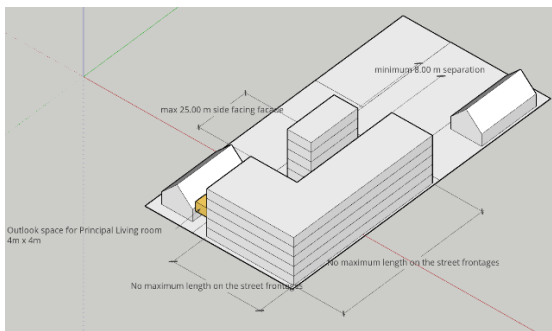 minimum 8.00 m separation
max 25.00 m side facing facade
Outlook space for Principal Living room
4m x 4m
No maximum length on the street frontages
No maximum length on the street frontages